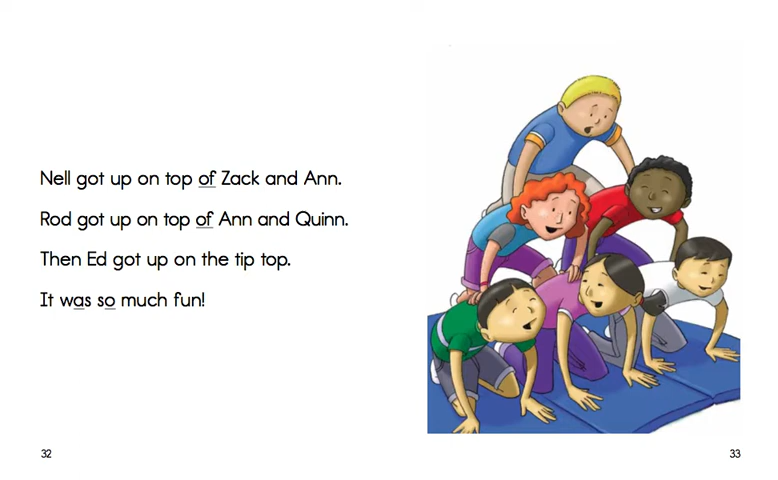 Nell got up on top of Zack and Ann.
Rod got up on top of Ann and Quinn.
Then Ed got up on the tip top.
It was so much fun!
32
33